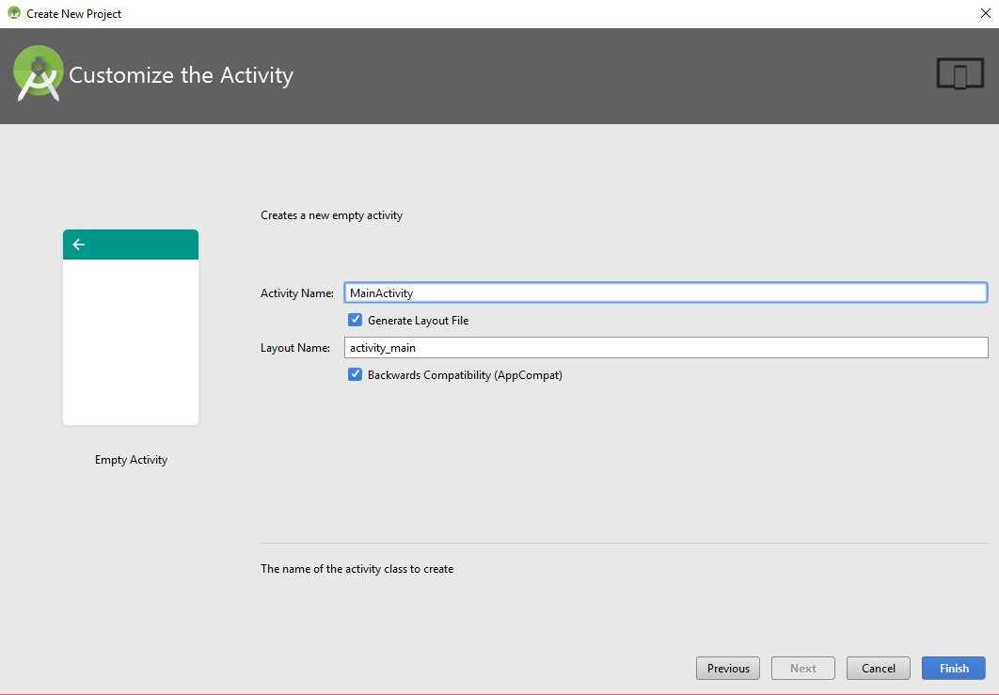 Create New Project
Customize the Activity
Creates a new empty activity
Activity Name: MainActivity
Generate Layout File
Layout Name: activity_main
Backwards Compatibility (AppCompat)
Empty Activity
The name of the activity class to create
Previous Next Cancel Finish